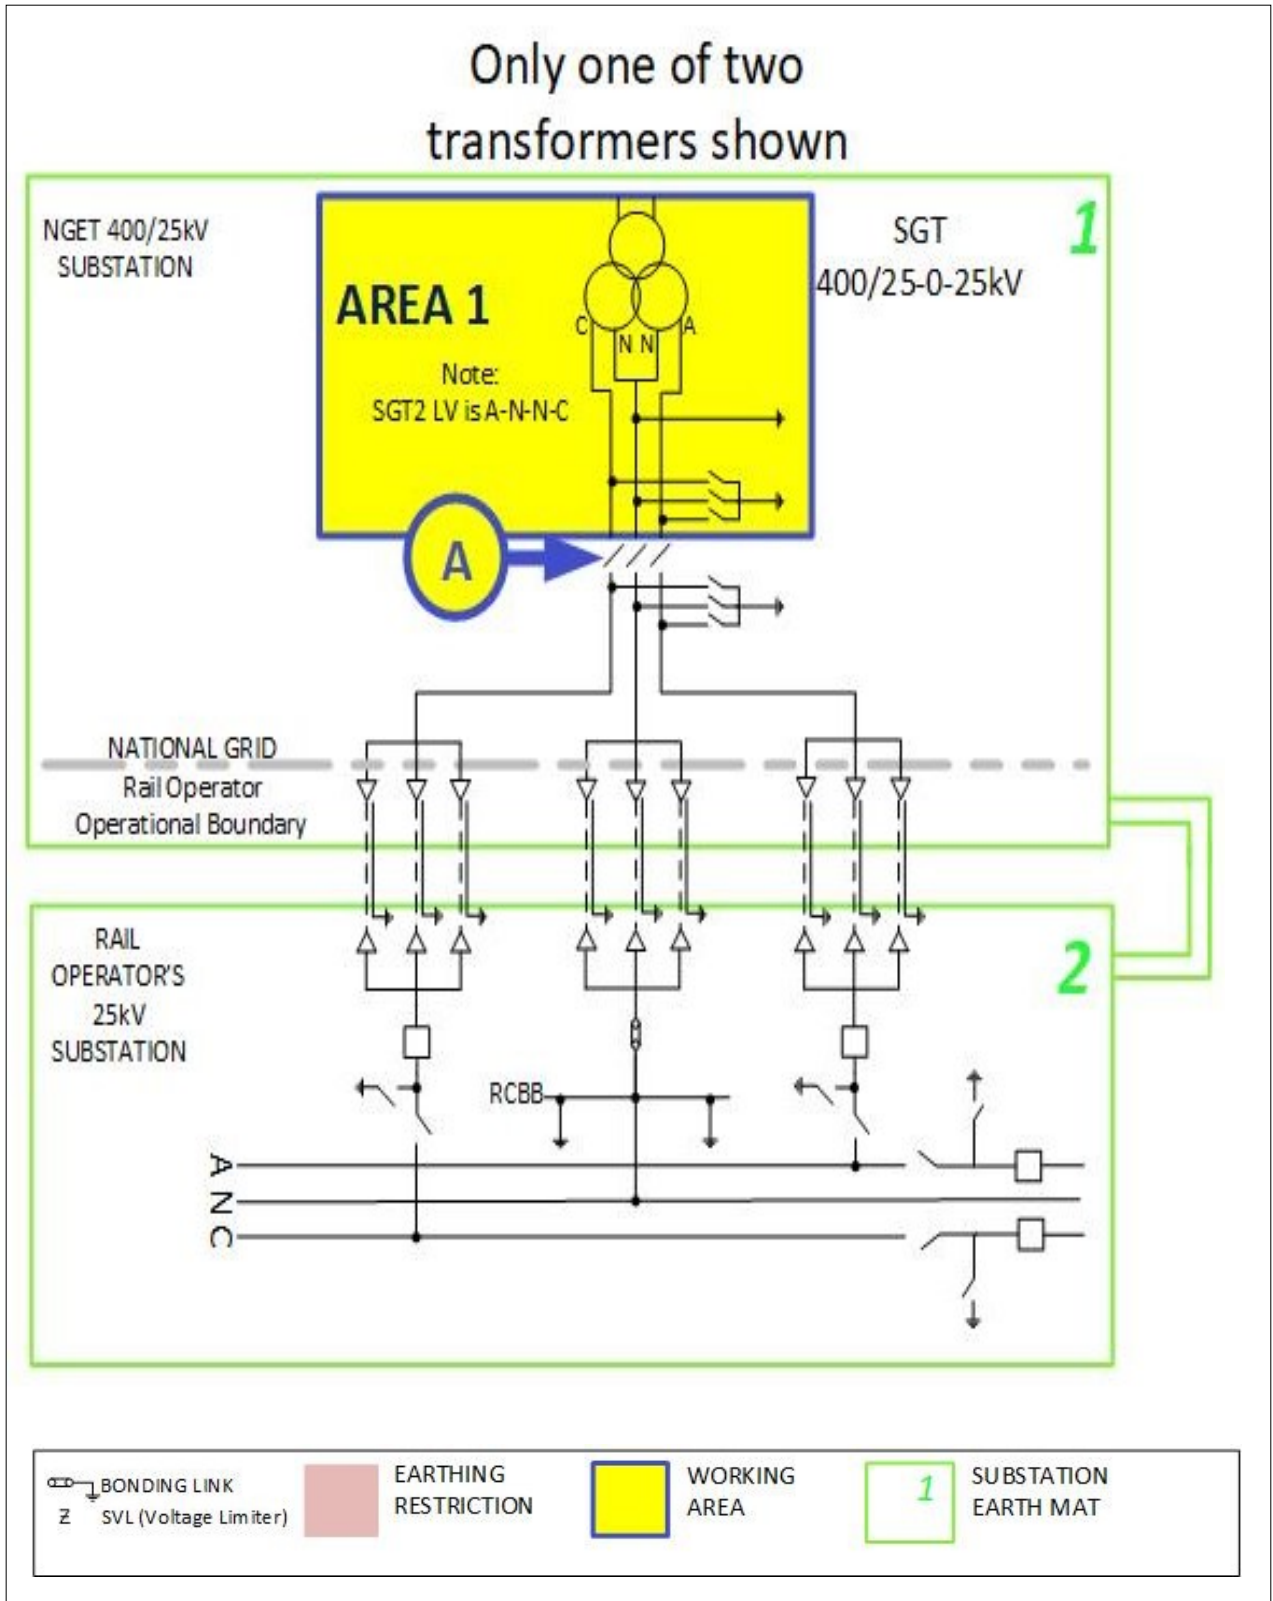 Only one of two
transformers shown
NGET 400/25kV
SUBSTATION
SGT
400/25-0-25kV
1
AREA 1
C
A
N N
Note:
SGT2 LV is A-N-N-C
A
NATIONAL GRID
Rail Operator
Operational Boundary
RAIL
OPERATOR'S
25kV
SUBSTATION
2
RCBB
A
N
C
BONDING LINK
Z SVL (Voltage Limiter)
EARTHING
RESTRICTION
WORKING
AREA
1
SUBSTATION
EARTH MAT